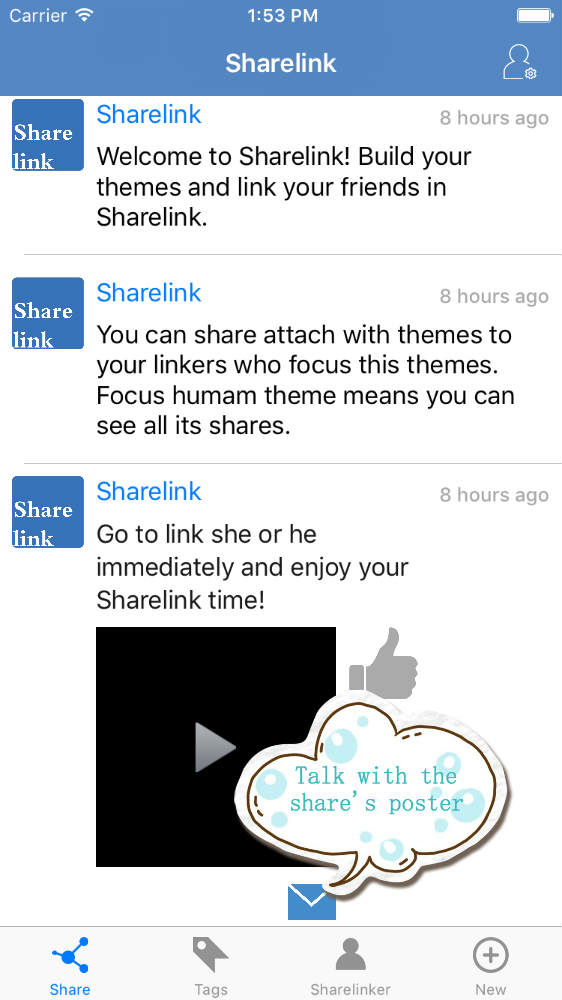 Carrier 1:53 PM
Sharelink
Share
link
Sharelink 8 hours ago
Welcome to Sharelink! Build your
themes and link your friends in
Sharelink.
Share
link
Sharelink 8 hours ago
You can share attach with themes to
your linkers who focus this themes.
Focus humam theme means you can
see all its shares.
Share
link
Sharelink 8 hours ago
Go to link she or he
immediately and enjoy your
Sharelink time!
Talk with the
share's poster
Share Tags Sharelinker New